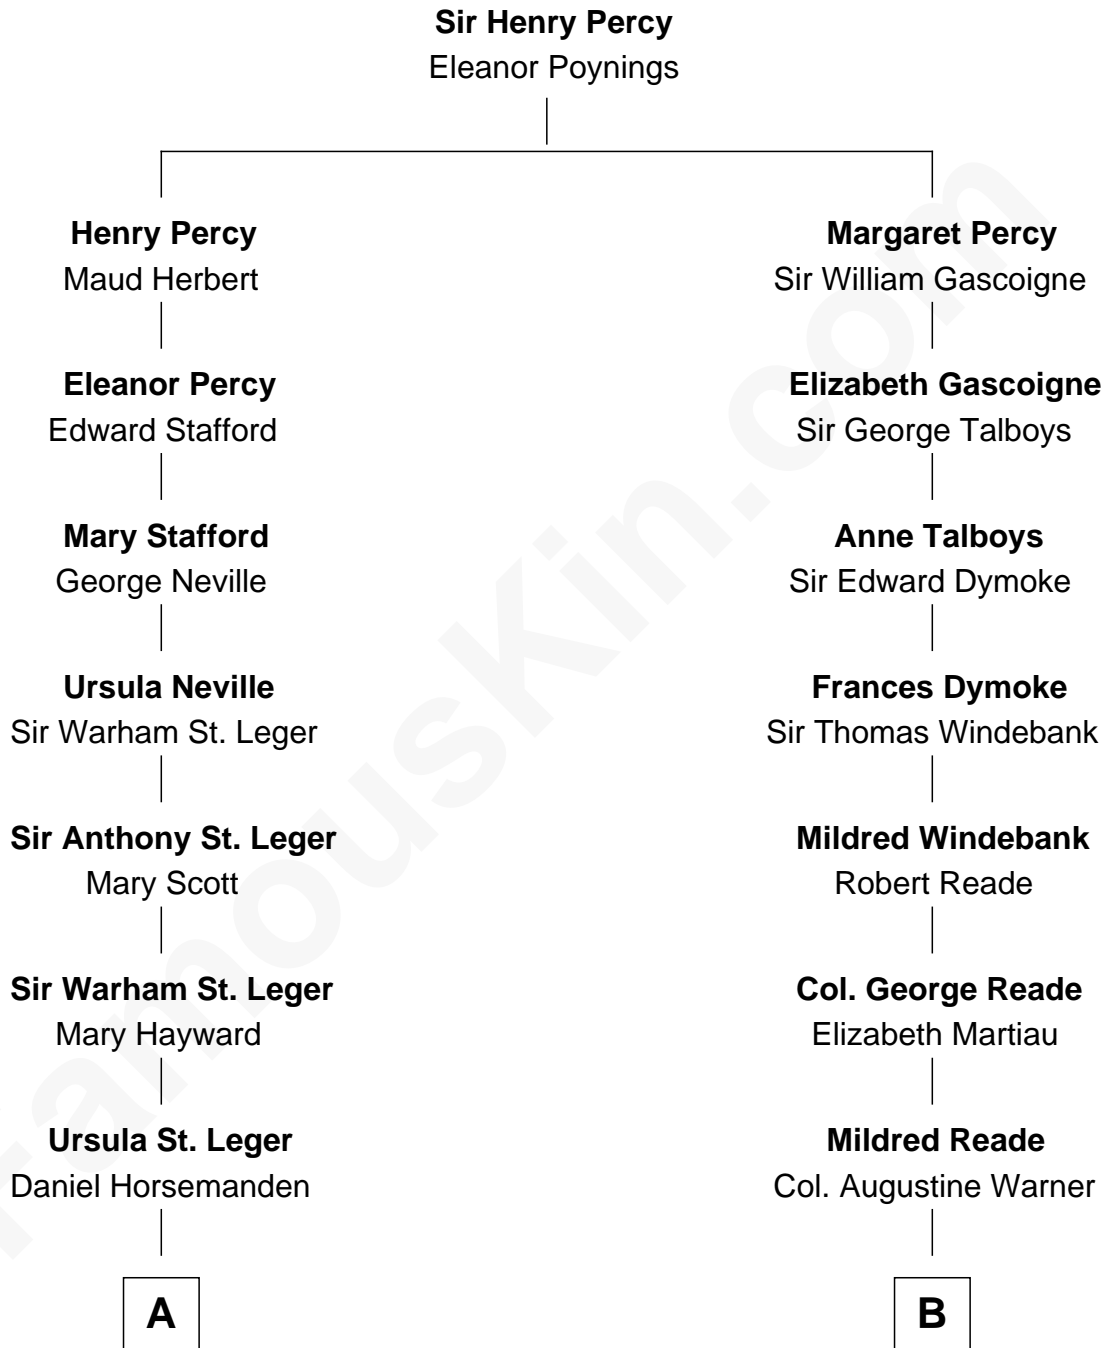 Sir Henry Percy
Eleanor Poynings
Henry Percy
Maud Herbert
Eleanor Percy
Edward Stafford
Mary Stafford
George Neville
Ursula Neville
Sir Warham St. Leger
Sir Anthony St. Leger
Mary Scott
Sir Warham St. Leger
Mary Hayward
Ursula St. Leger
Daniel Horsemanden
A
Margaret Percy
Sir William Gascoigne
Elizabeth Gascoigne
Sir George Talboys
Anne Talboys
Sir Edward Dymoke
Frances Dymoke
Sir Thomas Windebank
Mildred Windebank
Robert Reade
Col. George Reade
Elizabeth Martiau
Mildred Reade
Col. Augustine Warner
B
FamousKin.com